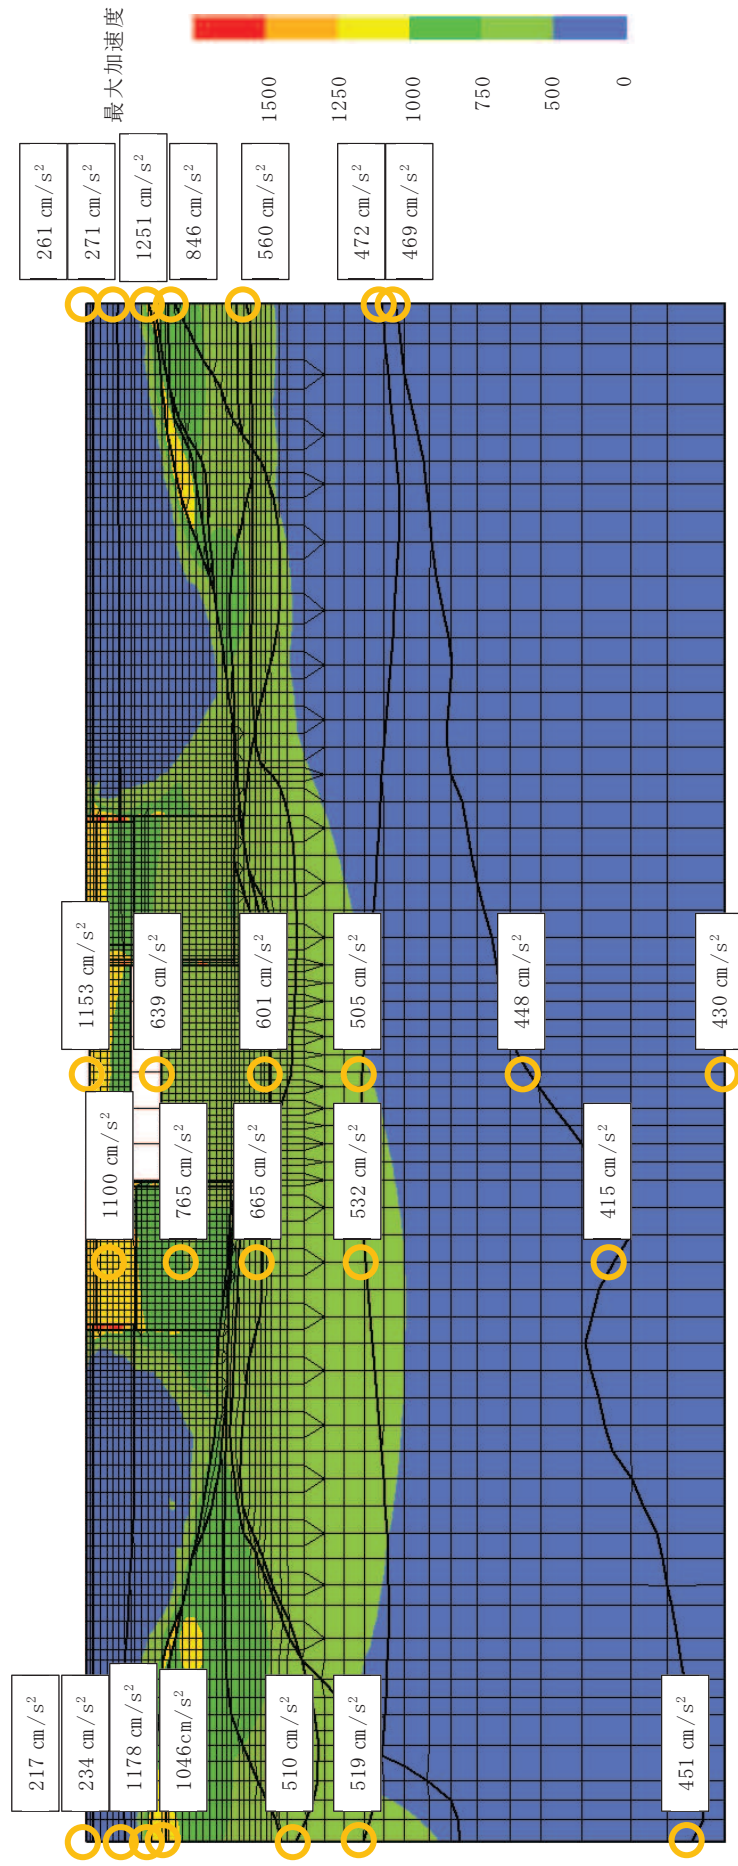 最大加速度
1500
1250
1000
750
500
0
217 cm/s²
234 cm/s²
1178 cm/s²
1046cm/s²
510 cm/s²
519 cm/s²
451 cm/s²
1100 cm/s²
765 cm/s²
665 cm/s²
532 cm/s²
415 cm/s²
1153 cm/s²
639 cm/s²
601 cm/s²
505 cm/s²
448 cm/s²
430 cm/s²
261 cm/s²
271 cm/s²
1251 cm/s²
846 cm/s²
560 cm/s²
472 cm/s²
469 cm/s²